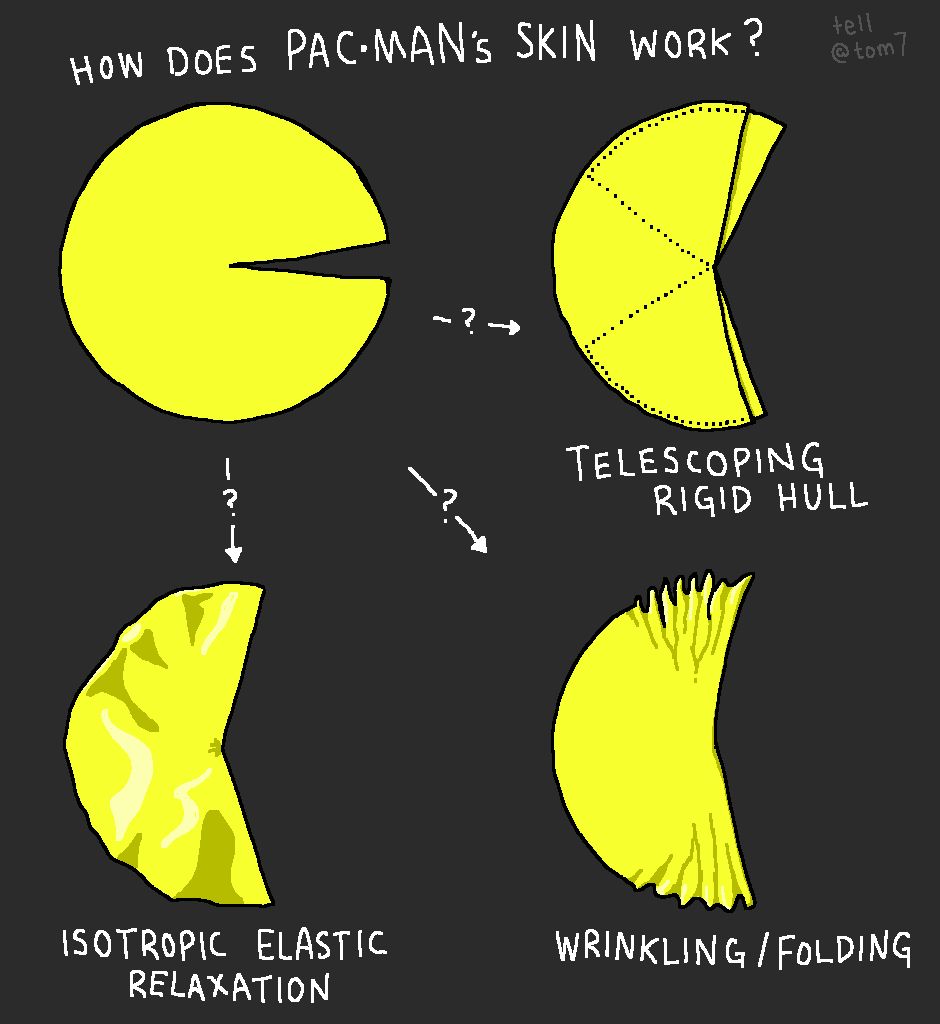 HOW DOES PAC·MAN's SKIN WORK?
tell
@tom7
- ? →
TELESCOPING
RIGID HULL
?
?
ISOTROPIC ELASTIC
RELAXATION
WRINKLING/FOLDING